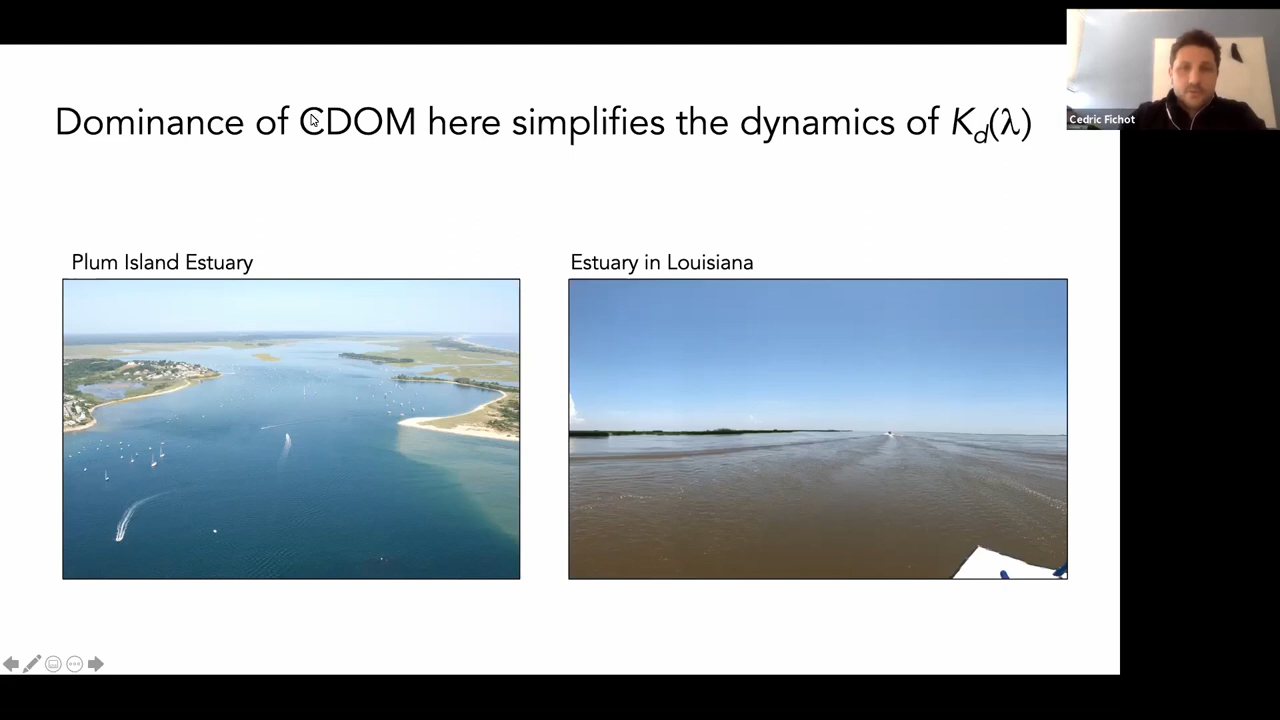 Dominance of CDOM here simplifies the dynamics of Kd(λ)
Cedric Fichot
Plum Island Estuary
Estuary in Louisiana